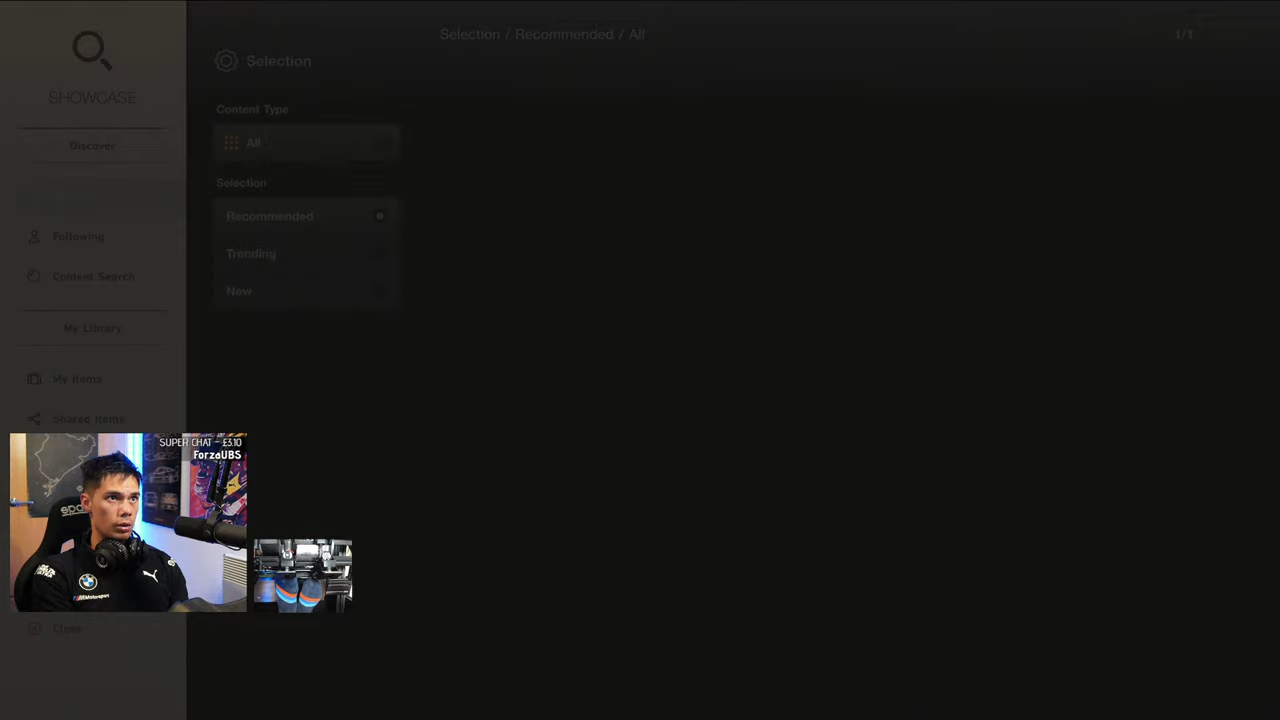 SHOWCASE
Discover
Following
Content Search
My Library
My Items
Shared Items
Close
Selection / Recommended / All
1/1
Selection
Content Type
All
Selection
Recommended
Trending
New
SUPER CHAT - £3.10
ForzaUBS